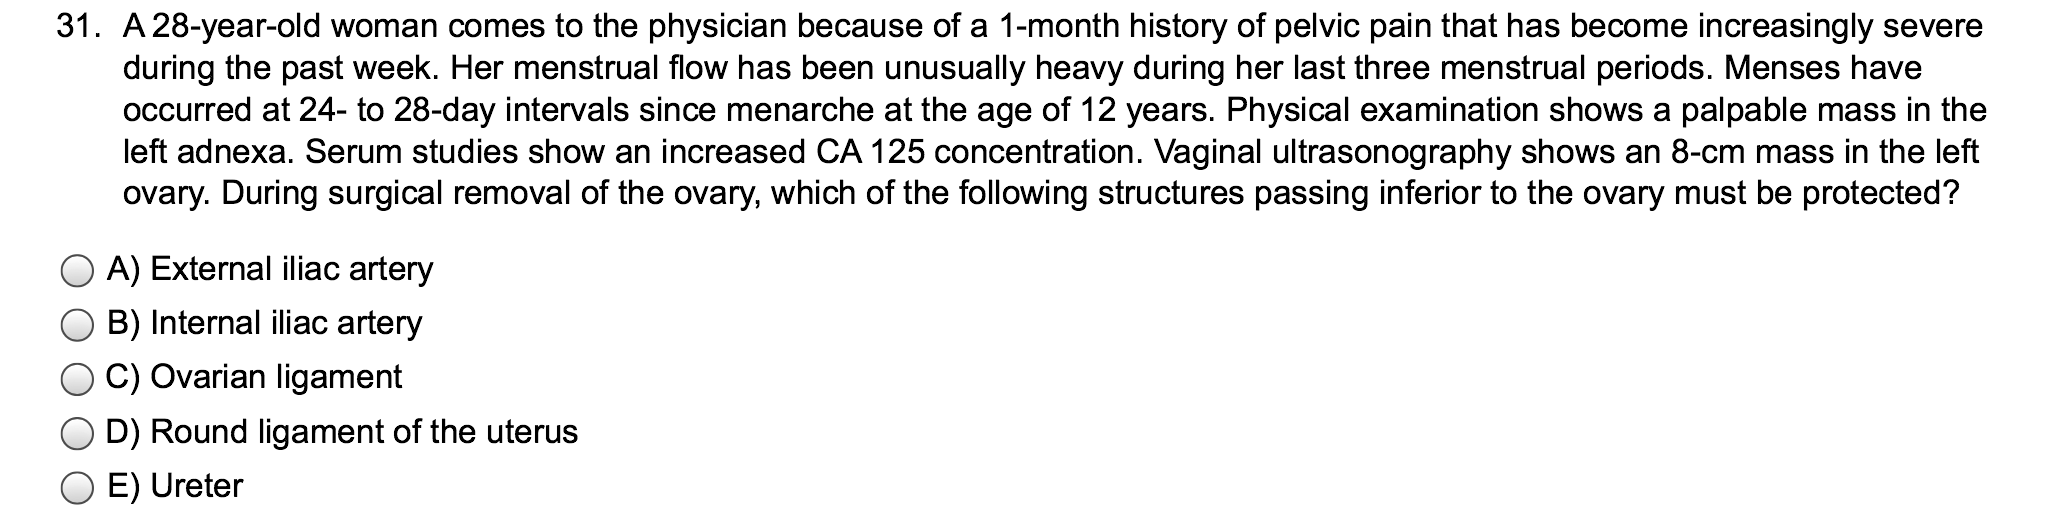 31. A 28-year-old woman comes to the physician because of a 1-month history of pelvic pain that has become increasingly severe
during the past week. Her menstrual flow has been unusually heavy during her last three menstrual periods. Menses have
occurred at 24- to 28-day intervals since menarche at the age of 12 years. Physical examination shows a palpable mass in the
left adnexa. Serum studies show an increased CA 125 concentration. Vaginal ultrasonography shows an 8-cm mass in the left
ovary. During surgical removal of the ovary, which of the following structures passing inferior to the ovary must be protected?
A) External iliac artery
B) Internal iliac artery
C) Ovarian ligament
D) Round ligament of the uterus
E) Ureter